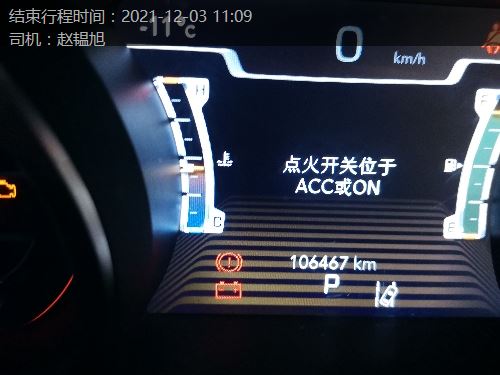 结束行程时间：2021-12-03 11:09
司机：赵韫旭
-11°C
0
km/h
H
F
点火开关位于
ACC或ON
C
E
106467 km
P